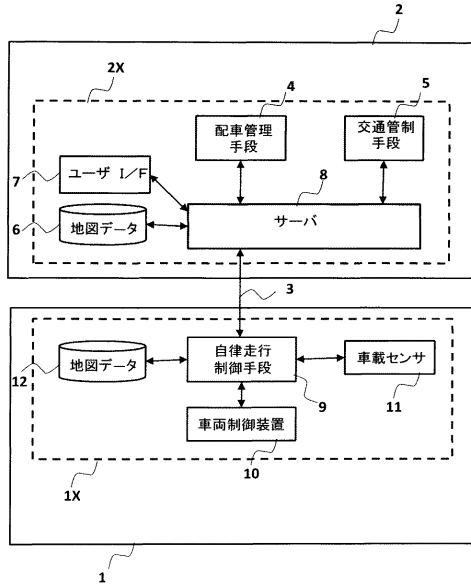 2
2X
4
5
配車管理
手段
交通管制
手段
7
ユーザ I/F
8
6
地図データ
サーバ
3
12
地図データ
自律走行
制御手段
車載センサ
9
11
車両制御装置
10
1X
1